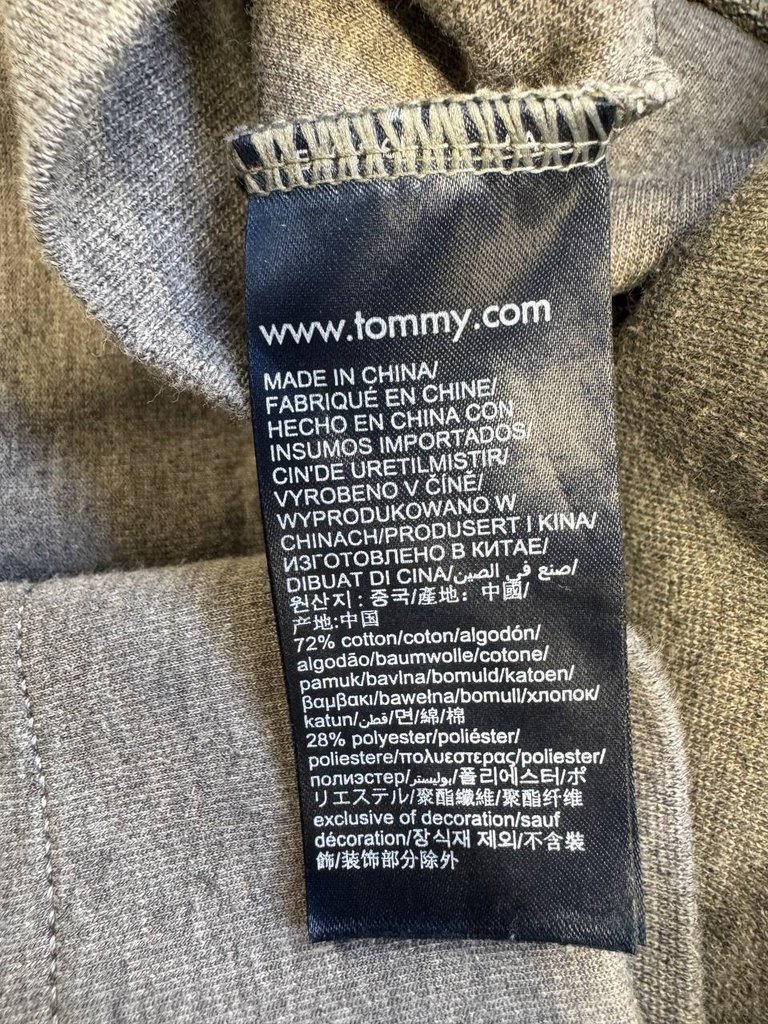 www.tommy.com
MADE IN CHINA/
FABRIQUÉ EN CHINE/
HECHO EN CHINA CON
INSUMOS IMPORTADOS/
CIN'DE URETILMISTIR/
VYROBENO V ČÍNĚ/
WYPRODUKOWANO W
CHINACH/PRODUSERT I KINA/
ИЗГОТОВЛЕНО В КИТАЕ/
DIBUAT DI CINA/صنع في الصين/
원산지 : 중국/產地： 中國/
产地:中国
72% cotton/coton/algodón/
algodão/baumwolle/cotone/
pamuk/bavlna/bomuld/katoen/
βαμβακι/bawełna/bomull/хлопок/
katun/قطن/면/綿/棉
28% polyester/poliéster/
poliestere/πολυεστερας/poliester/
полиэстер/بوليستر/폴리에스터/ポ
リエステル/聚酯纖維/聚酯纤维
exclusive of decoration/sauf
décoration/장식재 제외/不含裝
飾/装饰部分除外